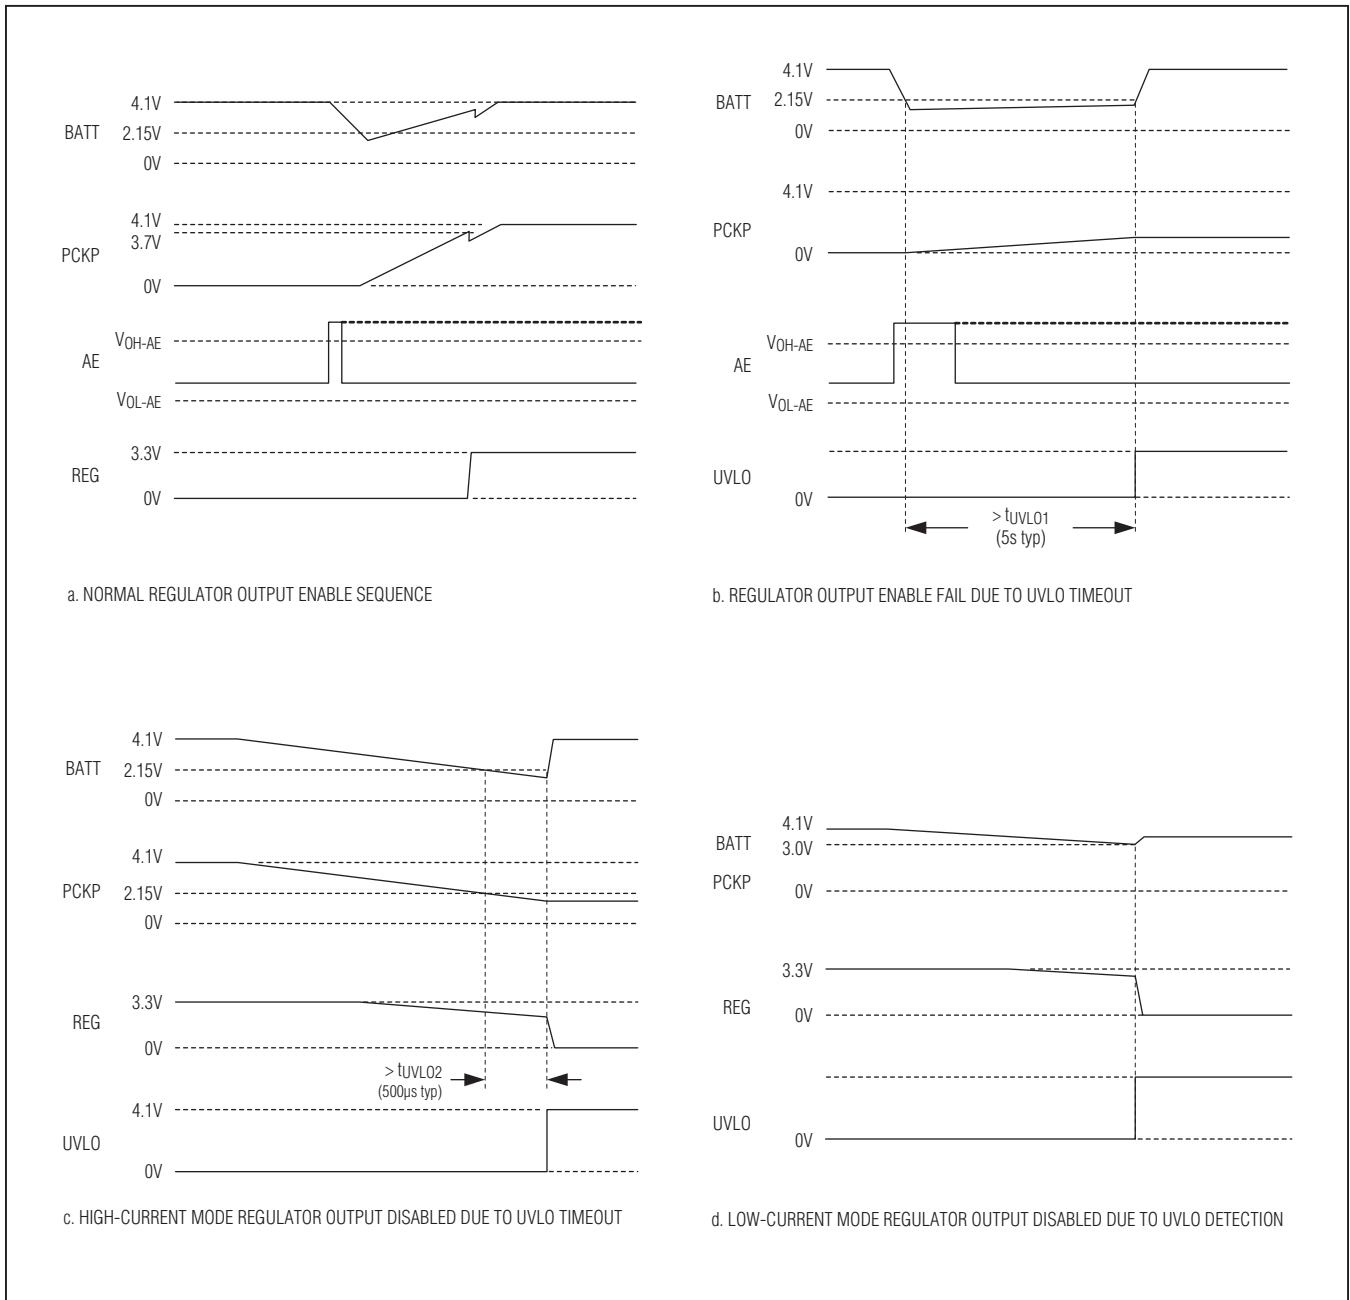 4.1V
BATT 2.15V
0V
4.1V
3.7V
PCKP
0V
VOH-AE
AE
VOL-AE
3.3V
REG
0V
a. NORMAL REGULATOR OUTPUT ENABLE SEQUENCE
4.1V
BATT 2.15V
0V
4.1V
PCKP
0V
VOH-AE
AE
VOL-AE
UVLO
0V
> tUVLO1
(5s typ)
b. REGULATOR OUTPUT ENABLE FAIL DUE TO UVLO TIMEOUT
4.1V
BATT 2.15V
0V
4.1V
PCKP 2.15V
0V
3.3V
REG
0V
> tUVLO2
(500µs typ)
4.1V
UVLO
0V
c. HIGH-CURRENT MODE REGULATOR OUTPUT DISABLED DUE TO UVLO TIMEOUT
4.1V
BATT
3.0V
PCKP
0V
3.3V
REG
0V
UVLO
0V
d. LOW-CURRENT MODE REGULATOR OUTPUT DISABLED DUE TO UVLO DETECTION